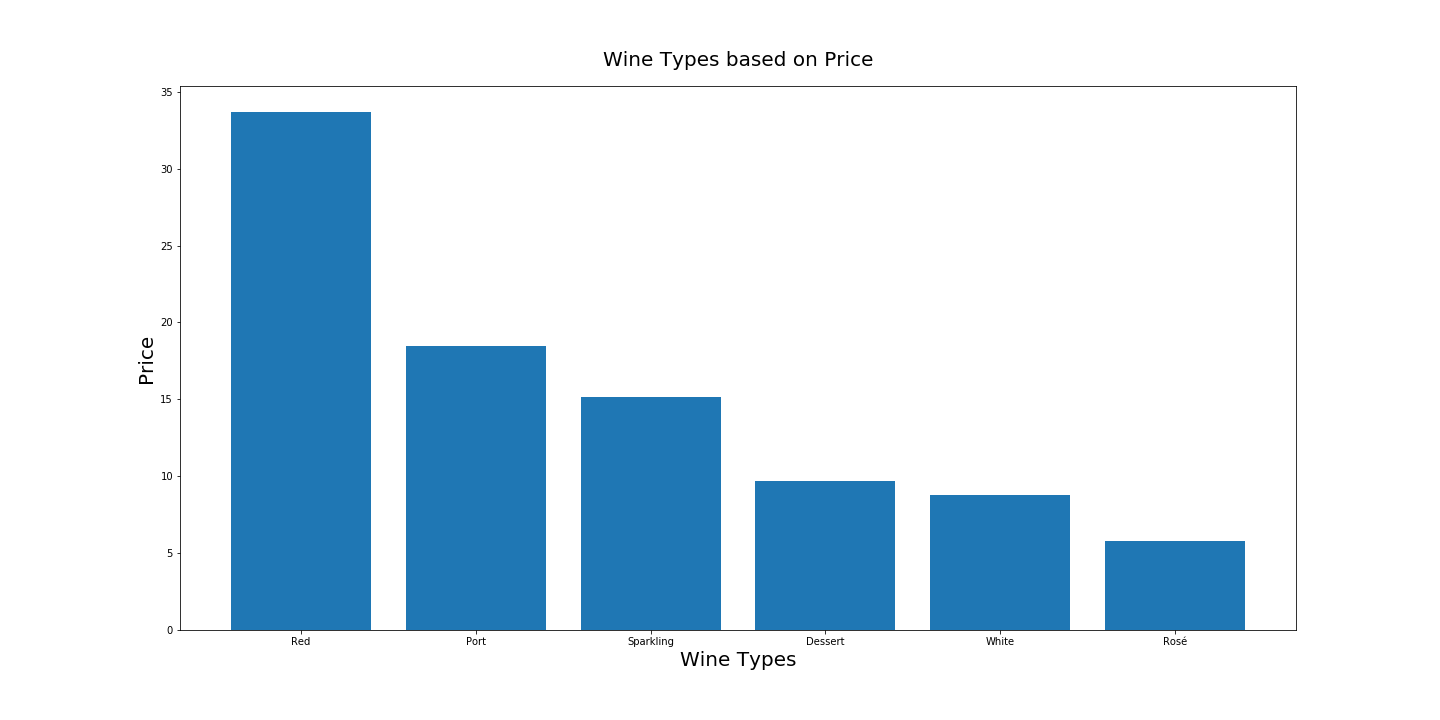 Wine Types based on Price
35
30
25
20
15
10
5
0
Price
Red Port Sparkling Dessert White Rosé
Wine Types